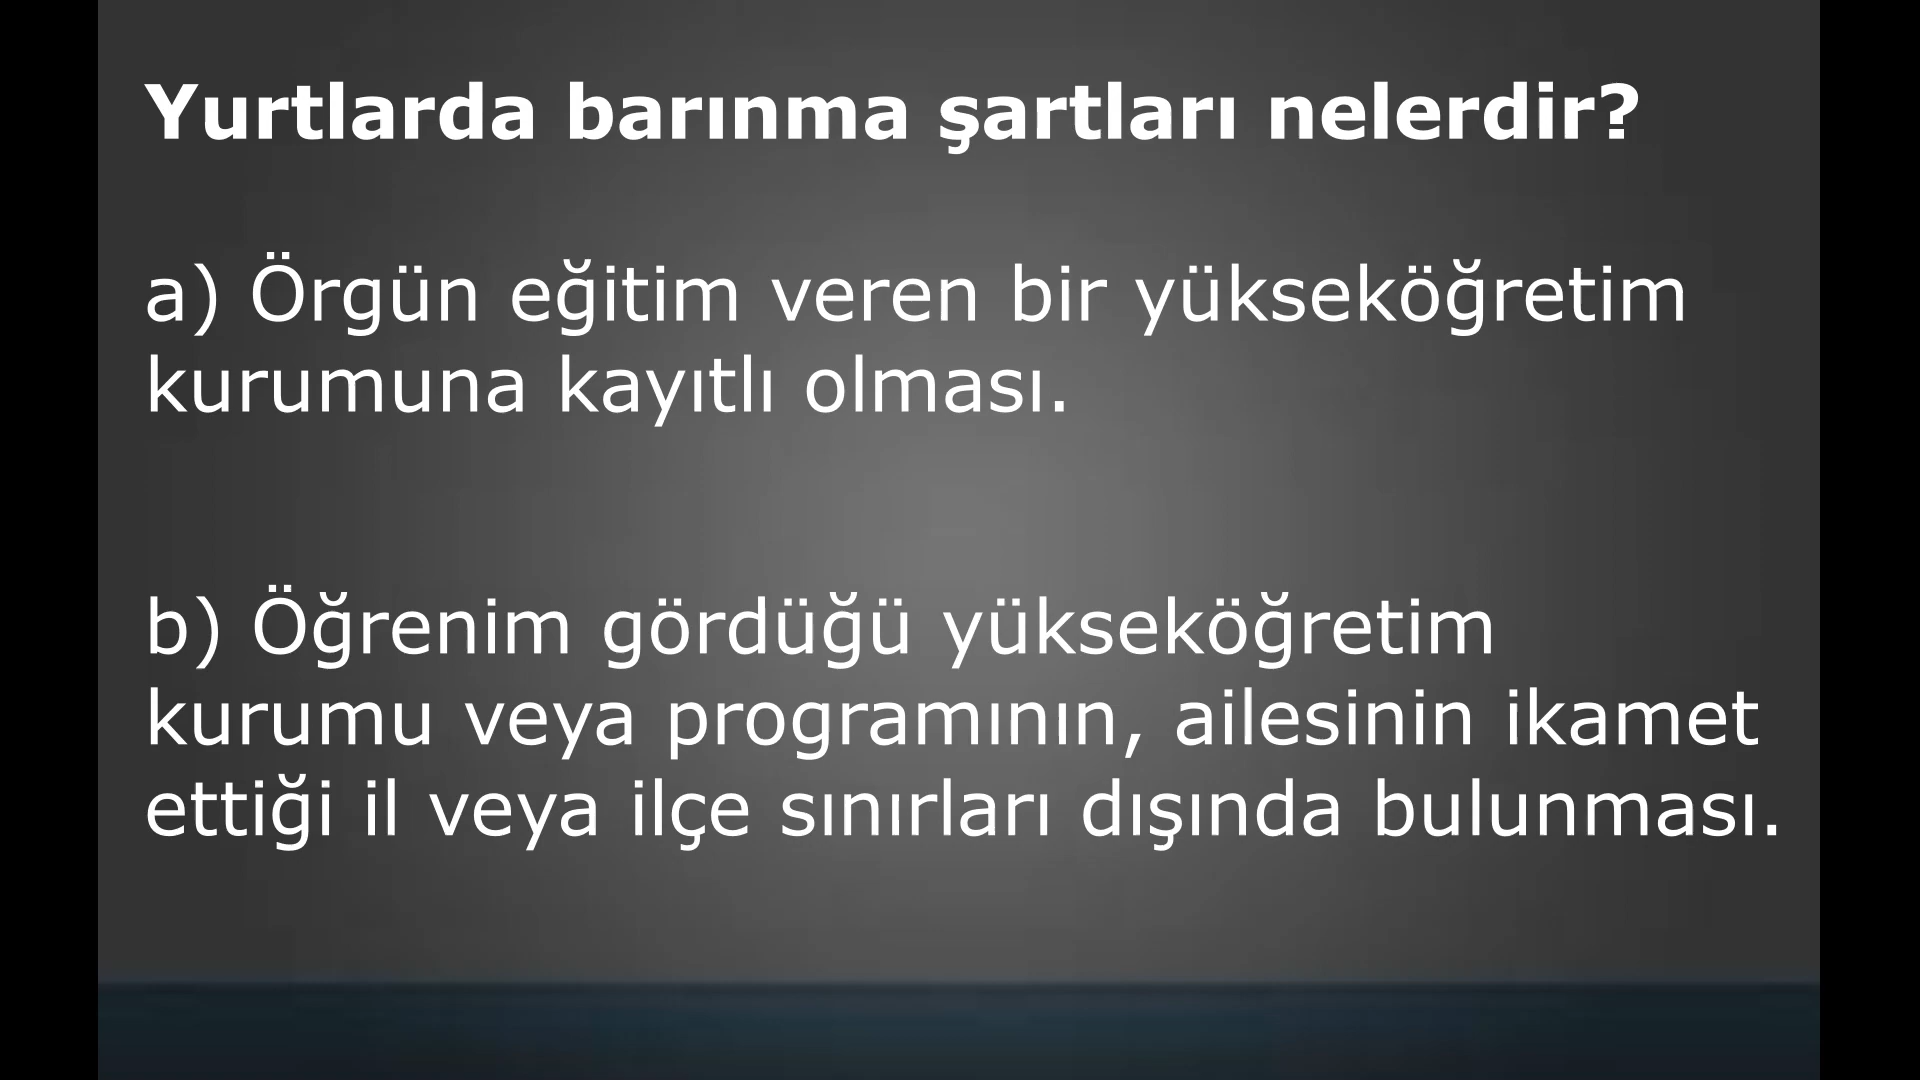 Yurtlarda barınma şartları nelerdir?
a) Örgün eğitim veren bir yükseköğretim
kurumuna kayıtlı olması.
b) Öğrenim gördüğü yükseköğretim
kurumu veya programının, ailesinin ikamet
ettiği il veya ilçe sınırları dışında bulunması.